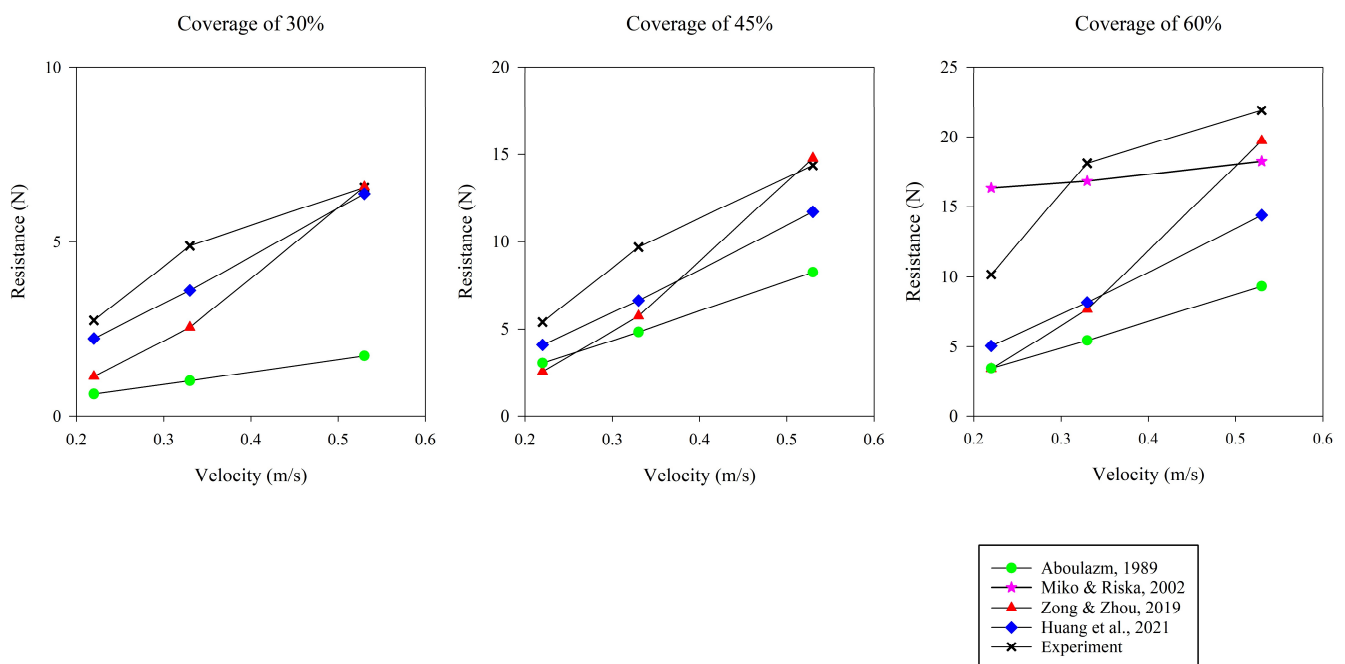 Coverage of 30%
Coverage of 45%
Coverage of 60%
10
5
0
0.2
0.3
0.4
0.5
0.6
Resistance (N)
Velocity (m/s)
20
15
10
5
0
0.2
0.3
0.4
0.5
0.6
Resistance (N)
Velocity (m/s)
25
20
15
10
5
0
0.2
0.3
0.4
0.5
0.6
Resistance (N)
Velocity (m/s)
Aboulazm, 1989
Miko & Riska, 2002
Zong & Zhou, 2019
Huang et al., 2021
Experiment